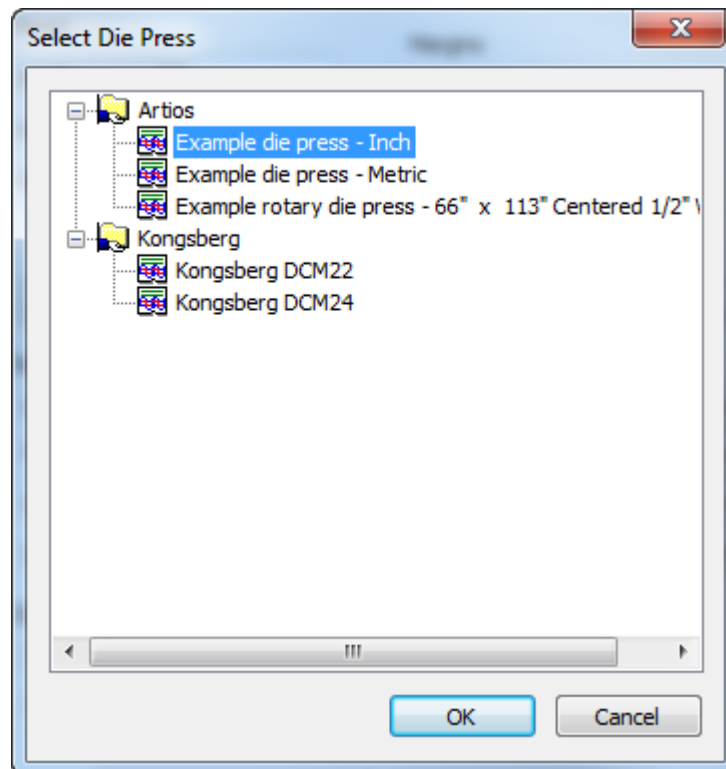 Select Die Press
Margins
Artios
Example die press - Inch
Example die press - Metric
Example rotary die press - 66" x 113" Centered 1/2"
Kongsberg
Kongsberg DCM22
Kongsberg DCM24
OK
Cancel